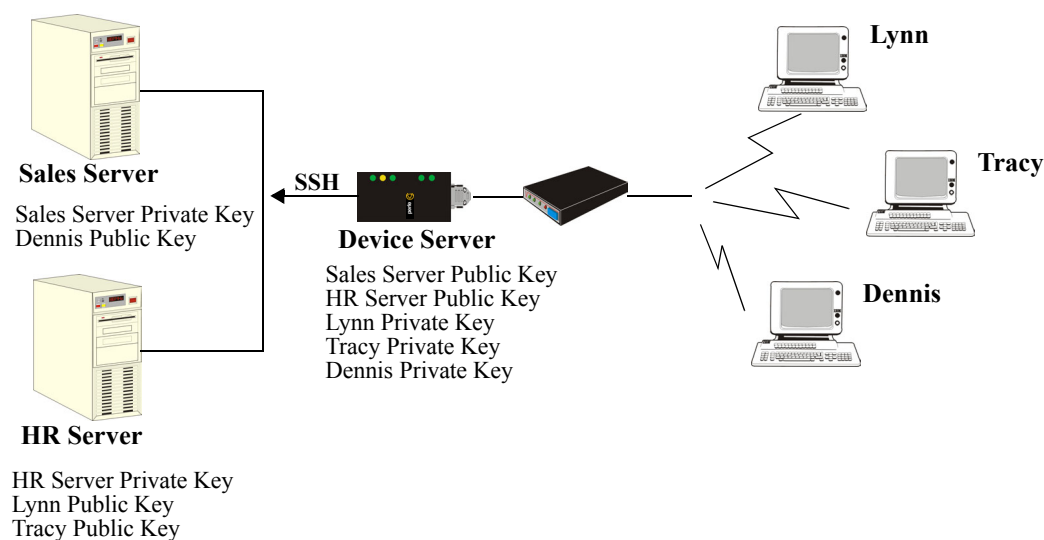 Lynn
Tracy
Dennis
Sales Server
Sales Server Private Key
Dennis Public Key
SSH
perle
Device Server
Sales Server Public Key
HR Server Public Key
Lynn Private Key
Tracy Private Key
Dennis Private Key
HR Server
HR Server Private Key
Lynn Public Key
Tracy Public Key